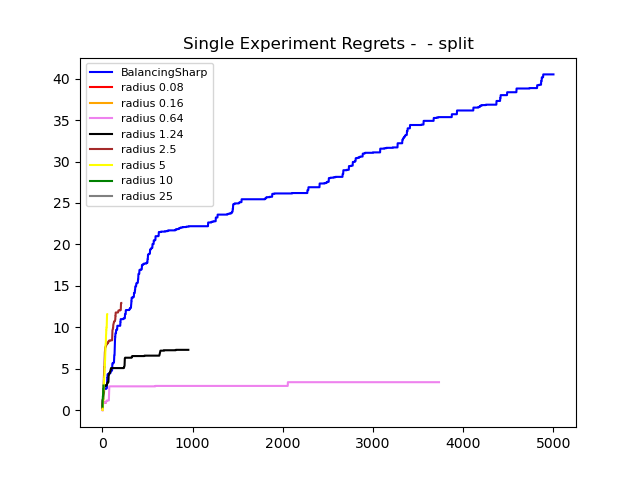 Single Experiment Regrets -  - split
BalancingSharp
radius 0.08
radius 0.16
radius 0.64
radius 1.24
radius 2.5
radius 5
radius 10
radius 25
40
35
30
25
20
15
10
5
0
0 1000 2000 3000 4000 5000